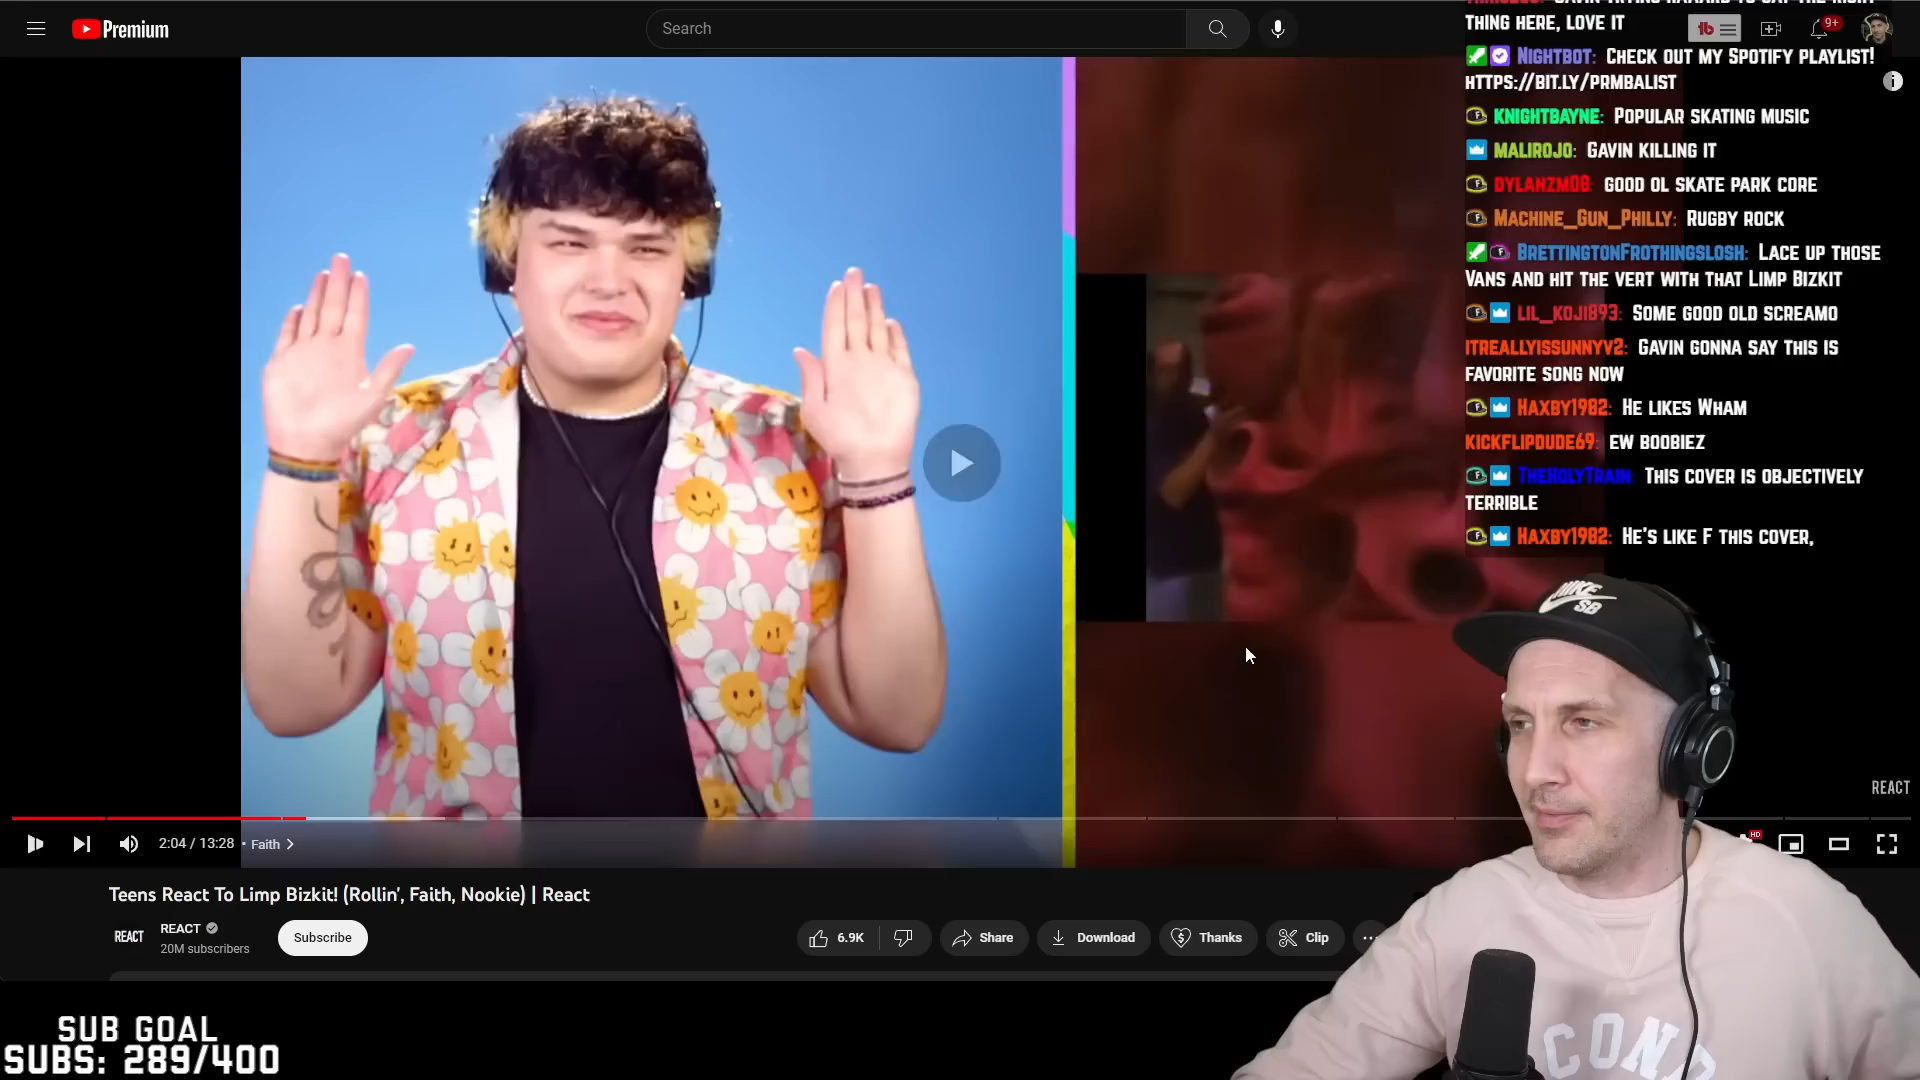 Premium
Search
9+
THING HERE, LOVE IT
NIGHTBOT: CHECK OUT MY SPOTIFY PLAYLIST!
HTTPS://BIT.LY/PRMBALIST
KNIGHTBAYNE: POPULAR SKATING MUSIC
MALIROJO: GAVIN KILLING IT
DYLANZM08: GOOD OL SKATE PARK CORE
MACHINE_GUN_PHILLY: RUGBY ROCK
BRETTINGTONFROTHINGSLOSH: LACE UP THOSE
VANS AND HIT THE VERT WITH THAT LIMP BIZKIT
LIL_KOJI893: SOME GOOD OLD SCREAMO
ITREALLYISSUNNYV2: GAVIN GONNA SAY THIS IS
FAVORITE SONG NOW
HAXBY1982: HE LIKES WHAM
KICKFLIPDUDE69: EW BOOBIEZ
THEHOLYTRAIN: THIS COVER IS OBJECTIVELY
TERRIBLE
HAXBY1982: HE'S LIKE F THIS COVER,
NIKE
SB
REACT
2:04 / 13:28 • Faith
HD
Teens React To Limp Bizkit! (Rollin', Faith, Nookie) | React
REACT
REACT
20M subscribers
Subscribe
6.9K
Share
Download
Thanks
Clip
SUB GOAL
SUBS: 289/400
COND